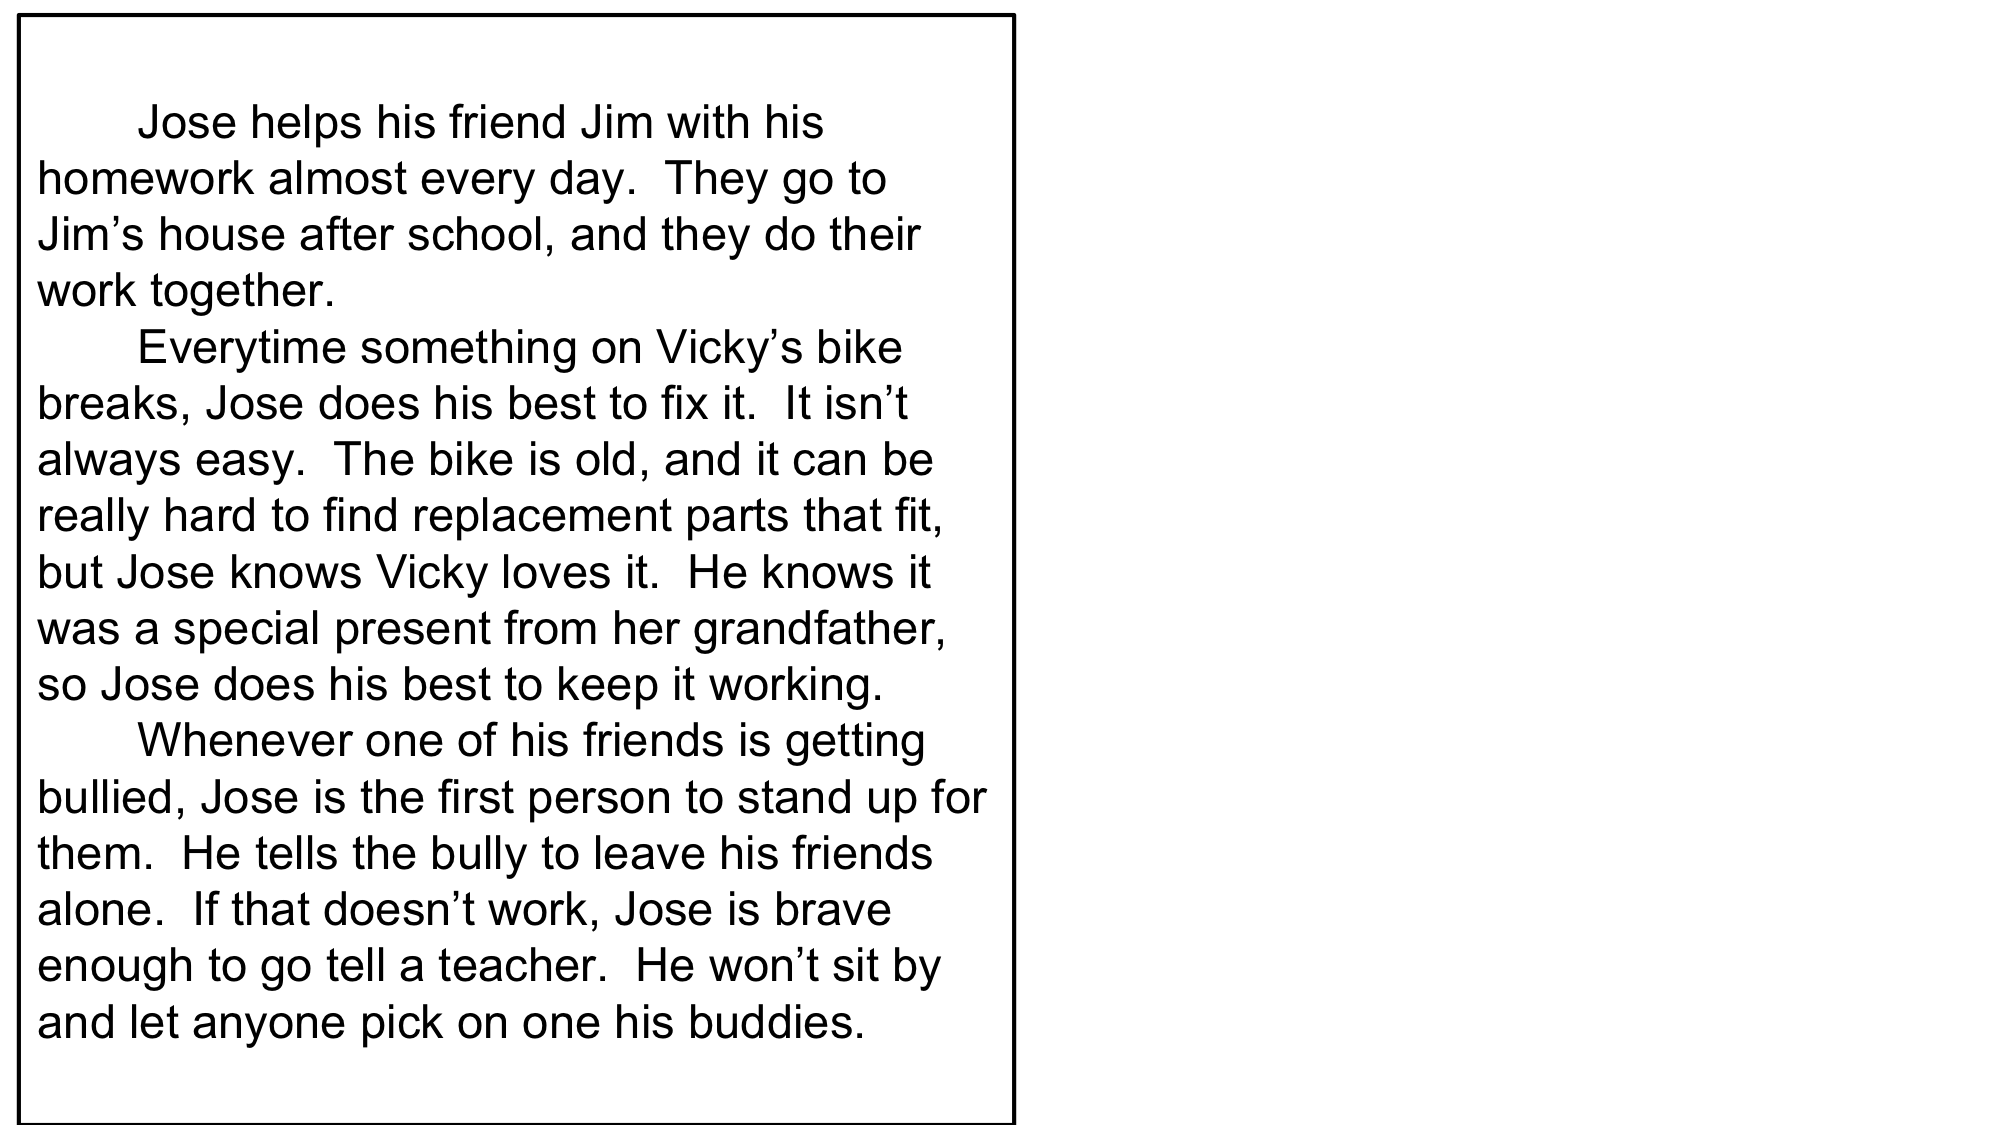 Jose helps his friend Jim with his
homework almost every day.  They go to
Jim’s house after school, and they do their
work together.
Everytime something on Vicky’s bike
breaks, Jose does his best to fix it.  It isn’t
always easy.  The bike is old, and it can be
really hard to find replacement parts that fit,
but Jose knows Vicky loves it.  He knows it
was a special present from her grandfather,
so Jose does his best to keep it working.
Whenever one of his friends is getting
bullied, Jose is the first person to stand up for
them.  He tells the bully to leave his friends
alone.  If that doesn’t work, Jose is brave
enough to go tell a teacher.  He won’t sit by
and let anyone pick on one his buddies.